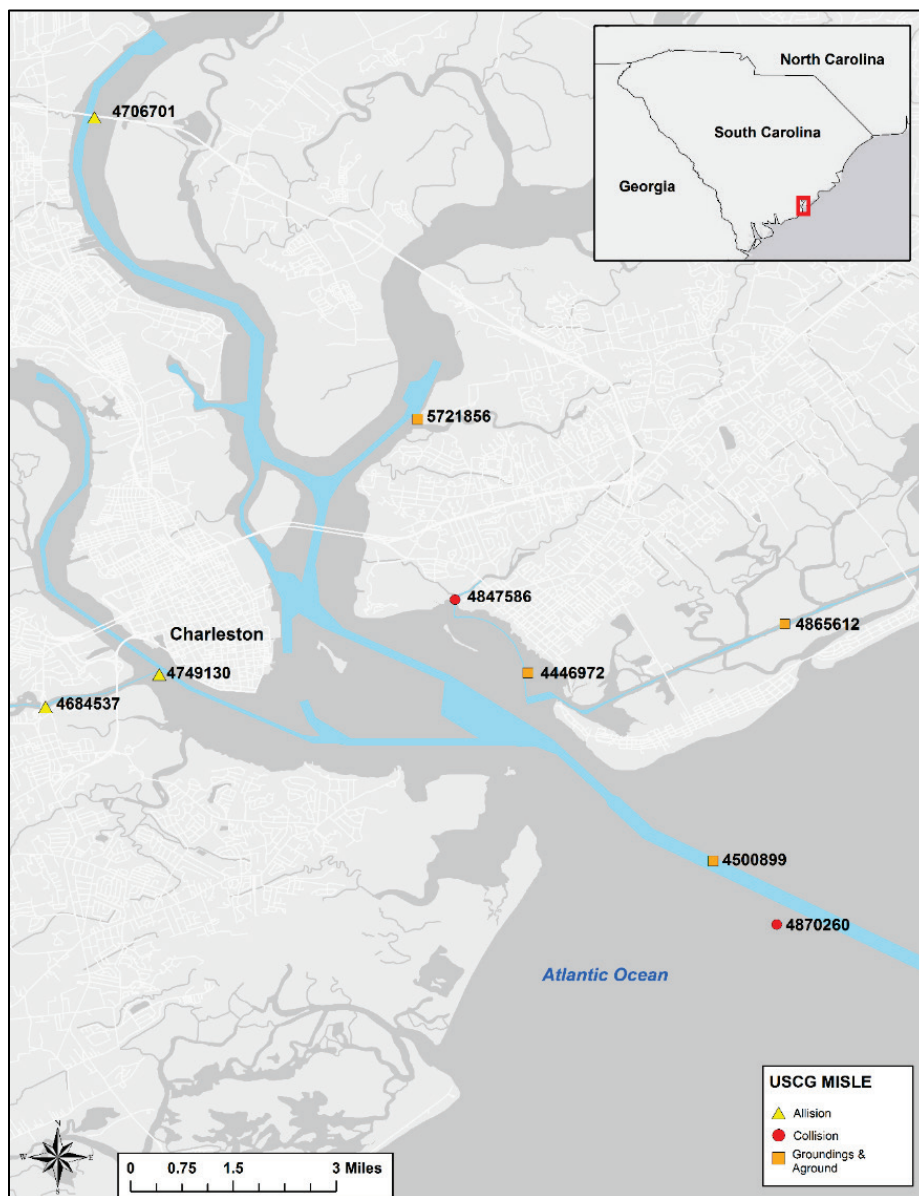 North Carolina
South Carolina
Georgia
4706701
5721856
4847586
4865612
Charleston
4749130
4446972
4684537
4500899
4870260
Atlantic Ocean
USCG MISLE
Allision
Collision
Groundings &
Aground
N
W E
S
0 0.75 1.5 3 Miles